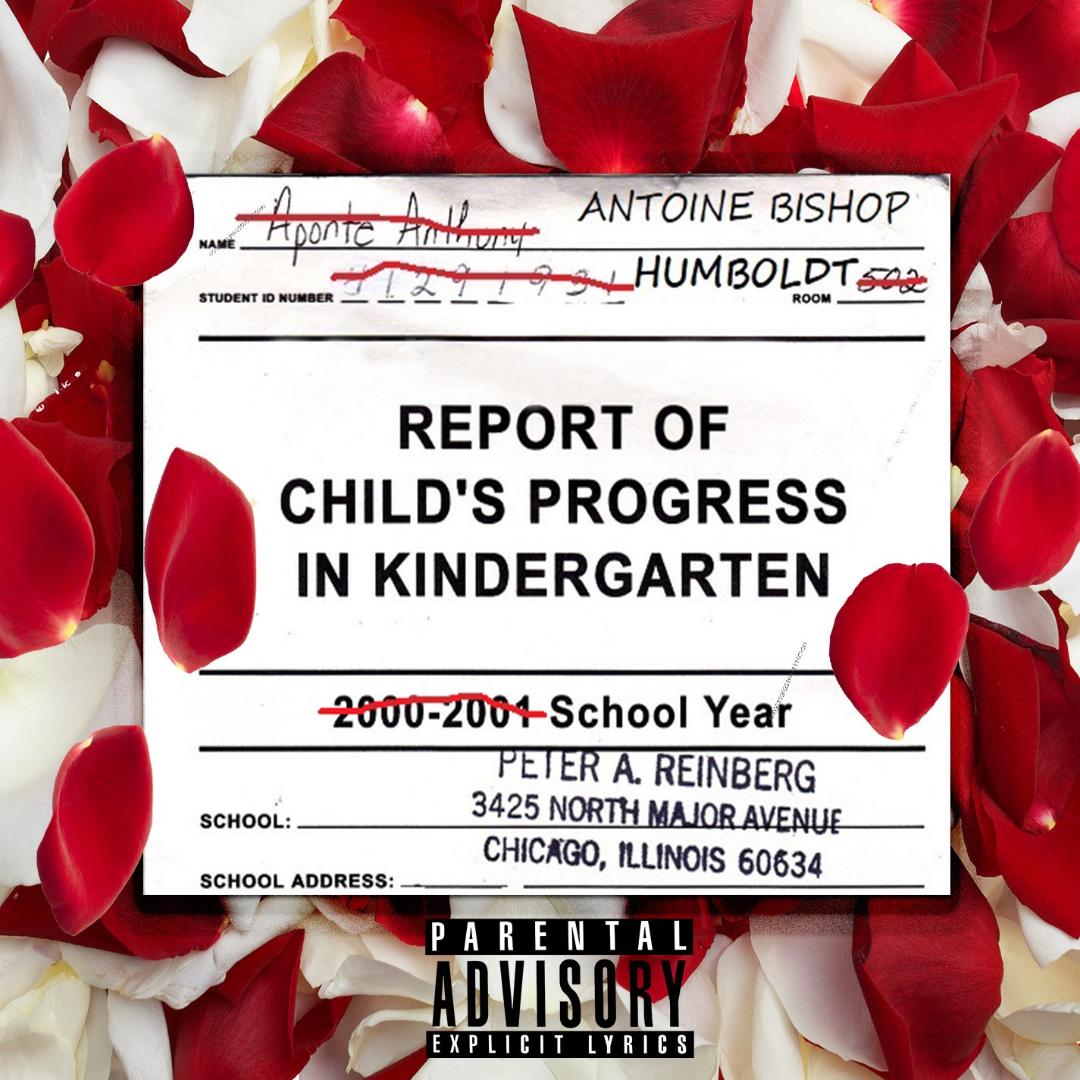 Aponte Anthony ANTOINE BISHOP
NAME
HUMBOLDT 502
STUDENT ID NUMBER ROOM
REPORT OF
CHILD'S PROGRESS
IN KINDERGARTEN
2000-2001 School Year
PETER A. REINBERG
3425 NORTH MAJOR AVENUE
SCHOOL:
CHICAGO, ILLINOIS 60634
SCHOOL ADDRESS:
PARENTAL
ADVISORY
EXPLICIT LYRICS